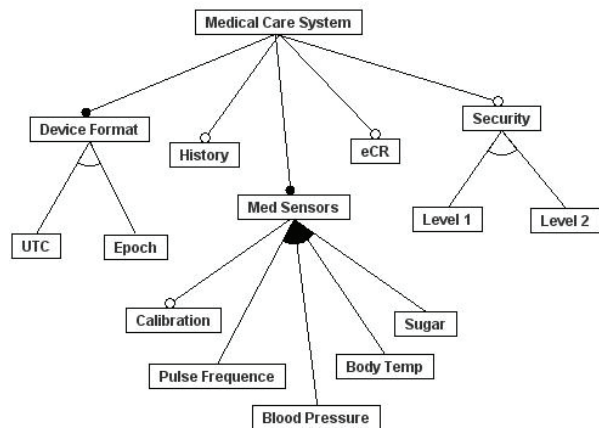 Medical Care System
Device Format
History
eCR
Security
Med Sensors
UTC
Epoch
Level 1
Level 2
Calibration
Sugar
Pulse Frequence
Body Temp
Blood Pressure